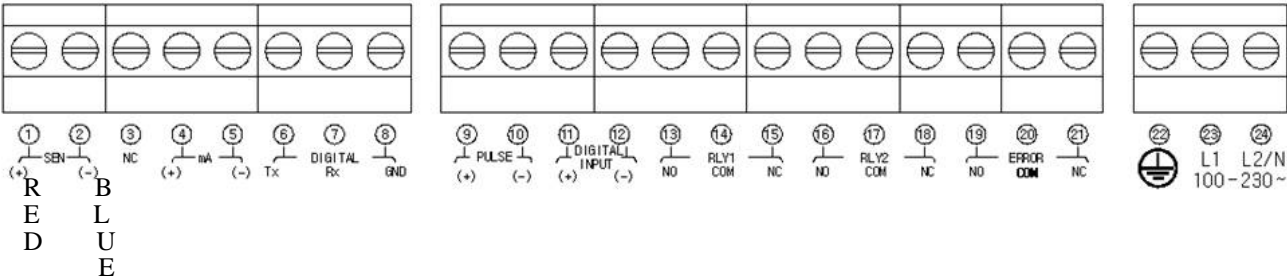 1 2 3 4 5 6 7 8 9 10 11 12 13 14 15 16 17 18 19 20 21 22 23 24
SEN NC mA DIGITAL PULSE DIGITAL RLY1 RLY2 ERROR L1 L2/N
(+) (-) (+) (-) Tx Rx GND (+) (-) INPUT (+) (-) NO COM NC NO COM NC NO COM NC 100-230~
RED
BLUE